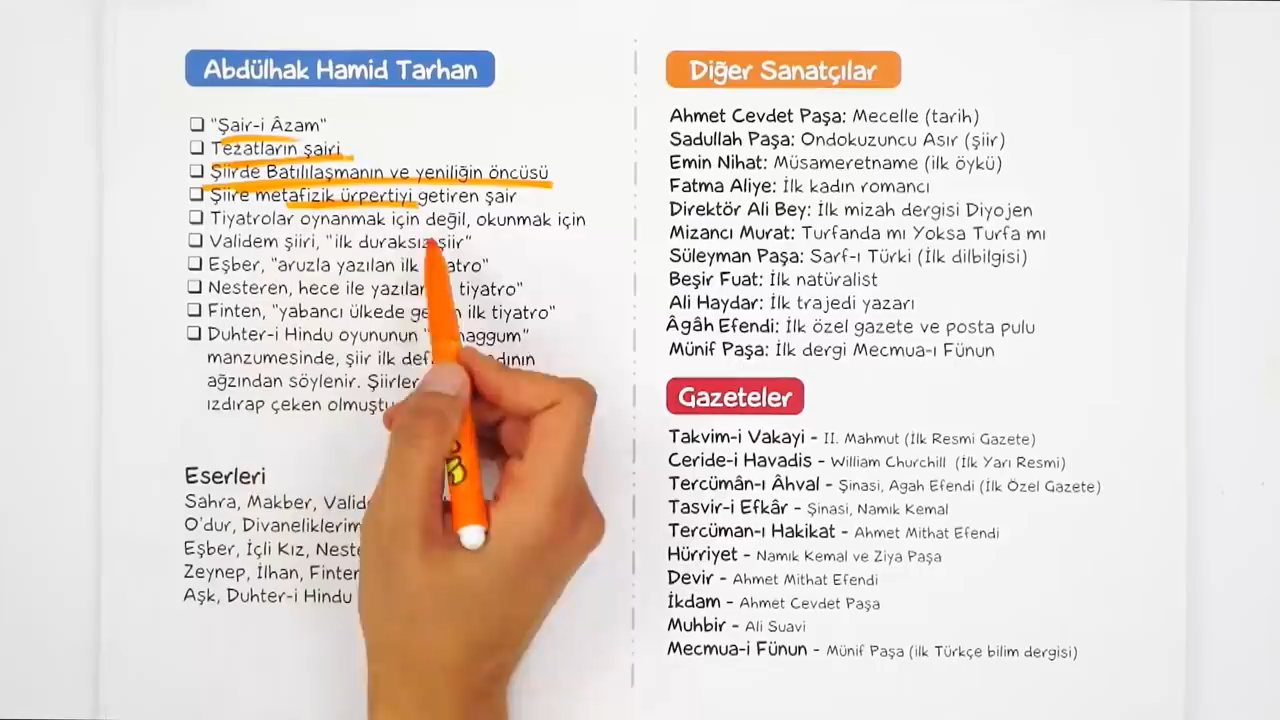 Abdülhak Hamid Tarhan
"Şair-i Âzam"
Tezatların şairi
Şiirde Batılılaşmanın ve yeniliğin öncüsü
Şiire metafizik ürpertiyi getiren şair
Tiyatrolar oynanmak için değil, okunmak için
Validem şiiri, "ilk duraksız şiir"
Eşber, "aruzla yazılan ilk
Nesteren, hece ile tiyatro"
Finten, "yabancı ülkede ilk tiyatro"
Duhter-i Hindu oyununun
manzumesinde, şiir ilk
ağzından söylenir.
ızdırap çeken
Eserleri
Sahra, Makber,
O'dur, Divaneliklerim
Eşber, İçli Kız,
Zeynep, İlhan, Finten
Aşk, Duhter-i Hindu
Diğer Sanatçılar
Ahmet Cevdet Paşa: Mecelle (tarih)
Sadullah Paşa: Ondokuzuncu Asır (şiir)
Emin Nihat: Müsameretname (ilk öykü)
Fatma Aliye: İlk kadın romancı
Direktör Ali Bey: İlk mizah dergisi Diyojen
Mizancı Murat: Turfanda mı Yoksa Turfa mı
Süleyman Paşa: Sarf-ı Türki (İlk dilbilgisi)
Beşir Fuat: İlk natüralist
Ali Haydar: İlk trajedi yazarı
Âgâh Efendi: İlk özel gazete ve posta pulu
Münif Paşa: İlk dergi Mecmua-ı Fünun
Gazeteler
Takvim-i Vakayi - II. Mahmut (İlk Resmi Gazete)
Ceride-i Havadis - William Churchill (İlk Yarı Resmi)
Tercümân-ı Âhval - Şinasi, Agah Efendi (İlk Özel Gazete)
Tasvir-i Efkâr - Şinasi, Namık Kemal
Tercüman-ı Hakikat - Ahmet Mithat Efendi
Hürriyet - Namık Kemal ve Ziya Paşa
Devir - Ahmet Mithat Efendi
İkdam - Ahmet Cevdet Paşa
Muhbir - Ali Suavi
Mecmua-i Fünun - Münif Paşa (ilk Türkçe bilim dergisi)